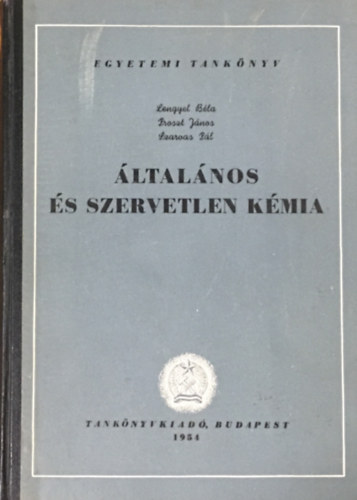 EGYETEMI TANKÖNYV
Lengyel Béla
Proszt János
Szarvas Pál
ÁLTALÁNOS
ÉS SZERVETLEN KÉMIA
TANKÖNYVKIADÓ, BUDAPEST
1954